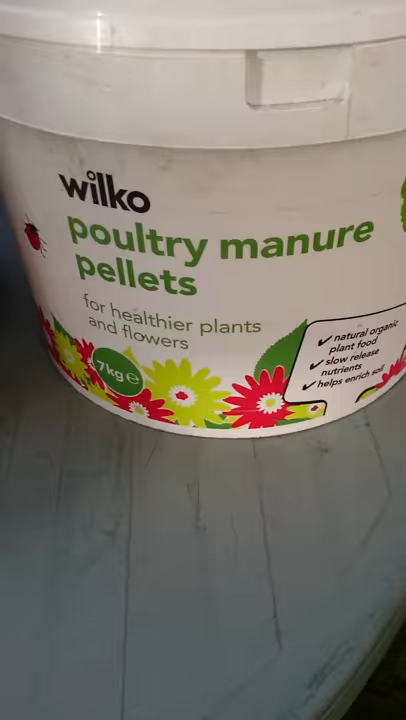 wilko
poultry manure
pellets
for healthier plants
and flowers
7kg e
✓ natural organic
plant food
✓ slow release
nutrients
✓ helps enrich soil